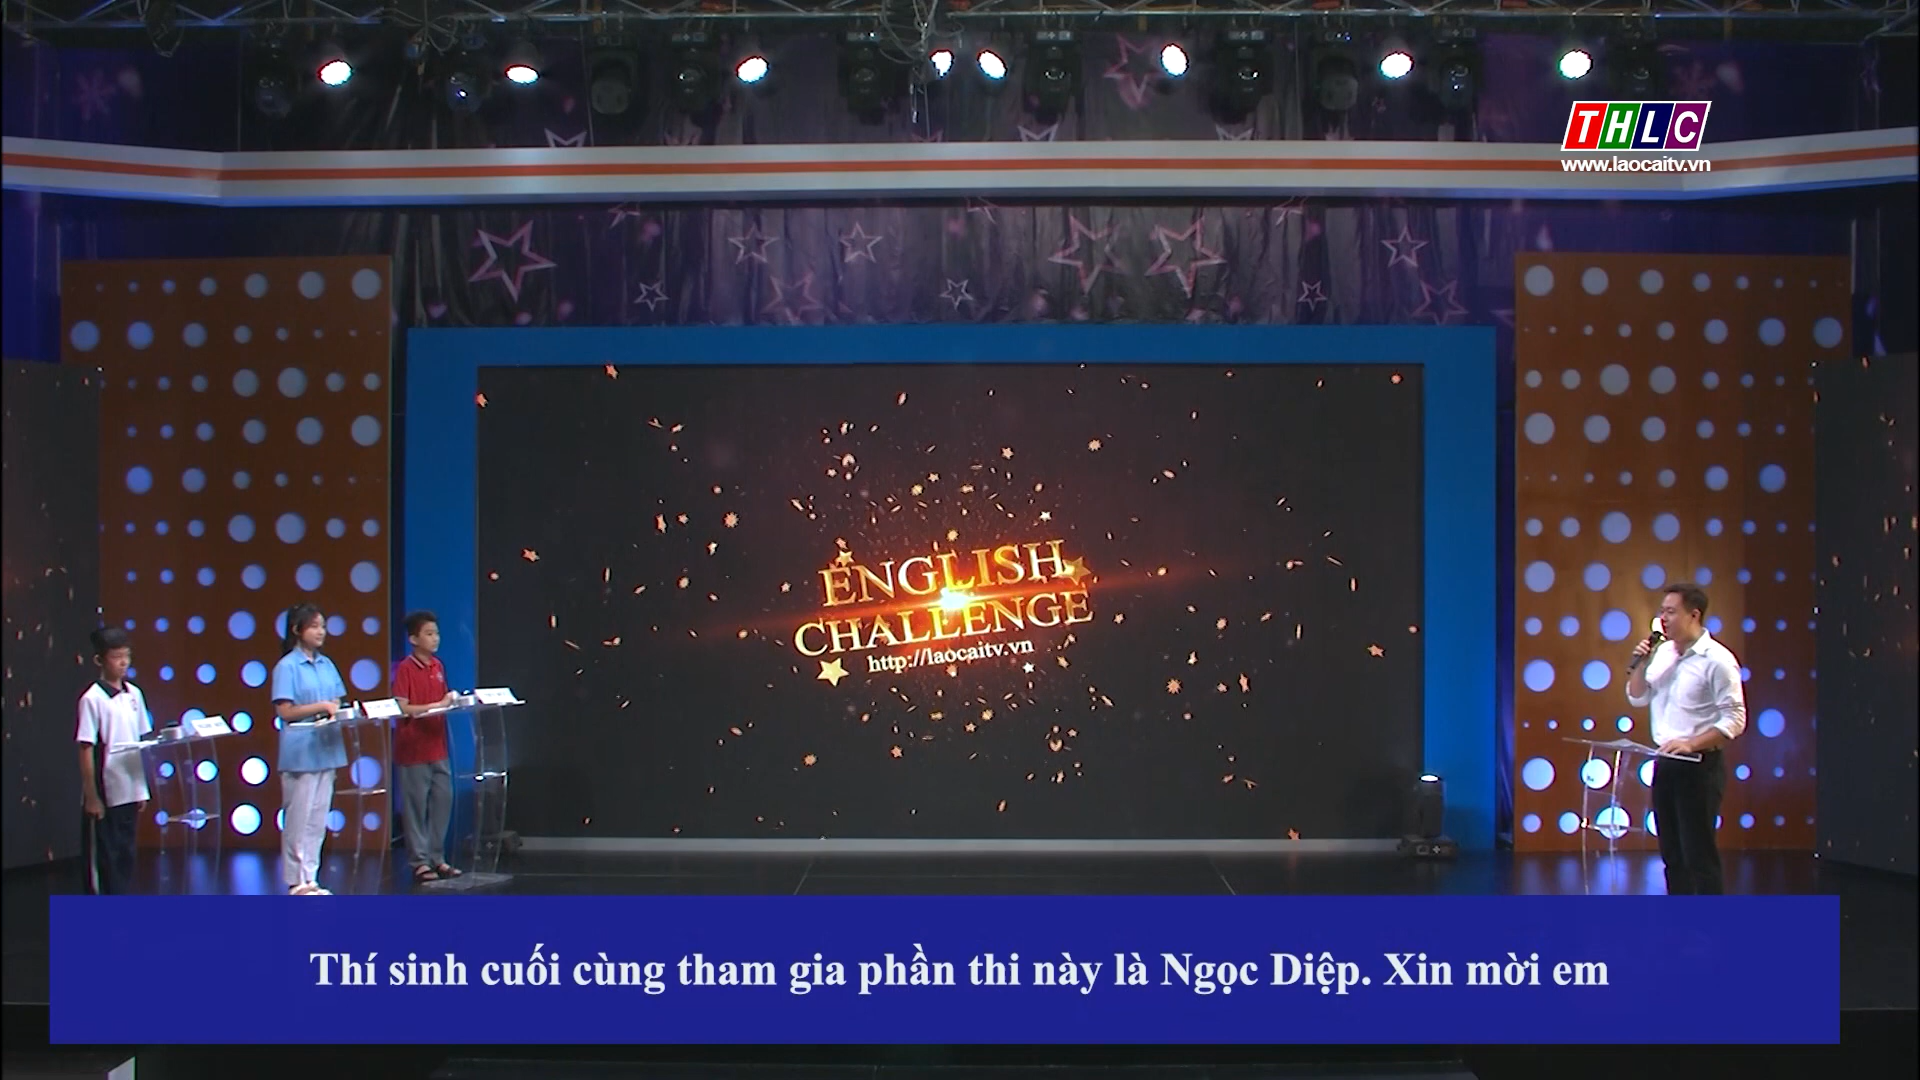 THLC
www.laocaitv.vn
ENGLISH
CHALLENGE
http://laocaitv.vn
Thí sinh cuối cùng tham gia phần thi này là Ngọc Diệp. Xin mời em